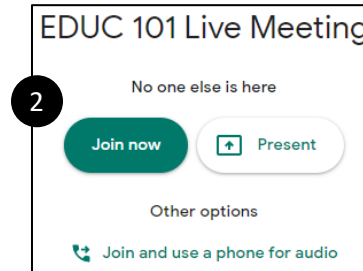 EDUC 101 Live Meeting
No one else is here
2
Join now Present
Other options
Join and use a phone for audio